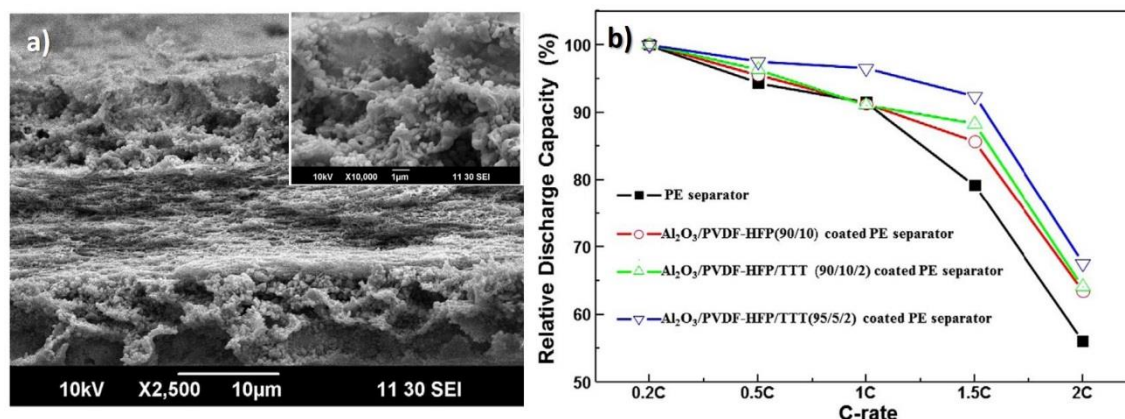 a)
10kV X10,000 1µm 11 30 SEI
10kV X2,500 10µm 11 30 SEI
b)
Relative Discharge Capacity (%)
100
90
80
70
60
50
PE separator
Al₂O₃/PVDF-HFP(90/10) coated PE separator
Al₂O₃/PVDF-HFP/TTT (90/10/2) coated PE separator
Al₂O₃/PVDF-HFP/TTT(95/5/2) coated PE separator
0.2C 0.5C 1C 1.5C 2C
C-rate